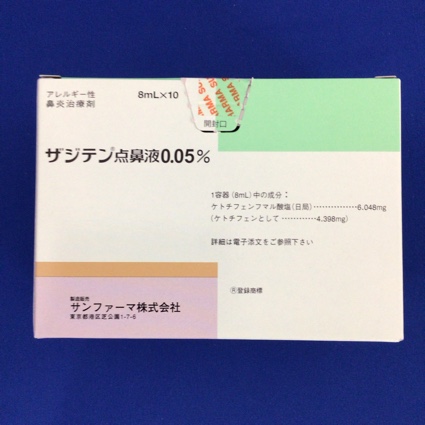 アレルギー性
鼻炎治療剤
8mL×10
開封口
ザジテン®点鼻液0.05%
1容器(8mL)中の成分:
ケトチフェンフマル酸塩(日局)……………6.048mg
(ケトチフェンとして…………4.398mg)
詳細は電子添文をご参照下さい
®登録商標
製造販売
サンファーマ株式会社
東京都港区芝公園1-7-6